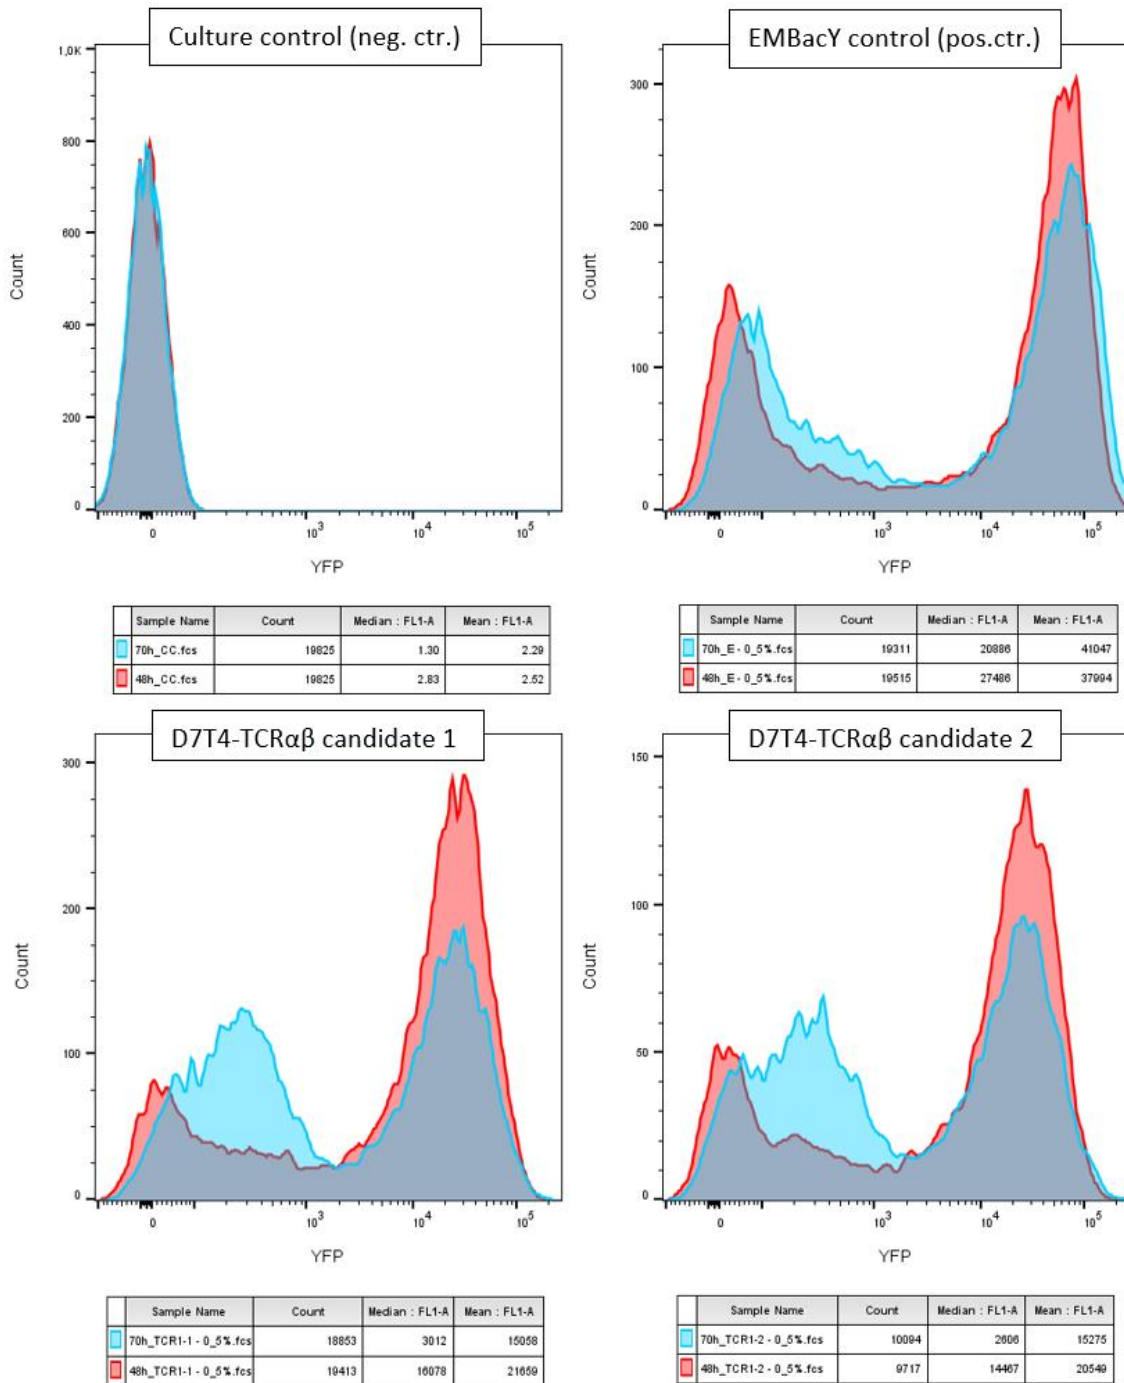 Culture control (neg. ctr.)
1,0K
800
600
400
200
0
Count
0 10³ 10⁴ 10⁵
YFP
Sample Name Count Median : FL1-A Mean : FL1-A
70h_CC.fcs 19825 1.30 2.29
48h_CC.fcs 19825 2.83 2.52
EMBacY control (pos.ctr.)
300
200
100
0
Count
0 10³ 10⁴ 10⁵
YFP
Sample Name Count Median : FL1-A Mean : FL1-A
70h_E - 0_5%.fcs 19311 20886 41047
48h_E - 0_5%.fcs 19515 27486 37994
D7T4-TCRαβ candidate 1
300
200
100
0
Count
0 10³ 10⁴ 10⁵
YFP
Sample Name Count Median : FL1-A Mean : FL1-A
70h_TCR1-1 - 0_5%.fcs 18853 3012 15058
48h_TCR1-1 - 0_5%.fcs 19413 16078 21659
D7T4-TCRαβ candidate 2
150
100
50
0
Count
0 10³ 10⁴ 10⁵
YFP
Sample Name Count Median : FL1-A Mean : FL1-A
70h_TCR1-2 - 0_5%.fcs 10094 2606 15275
48h_TCR1-2 - 0_5%.fcs 9717 14467 20549